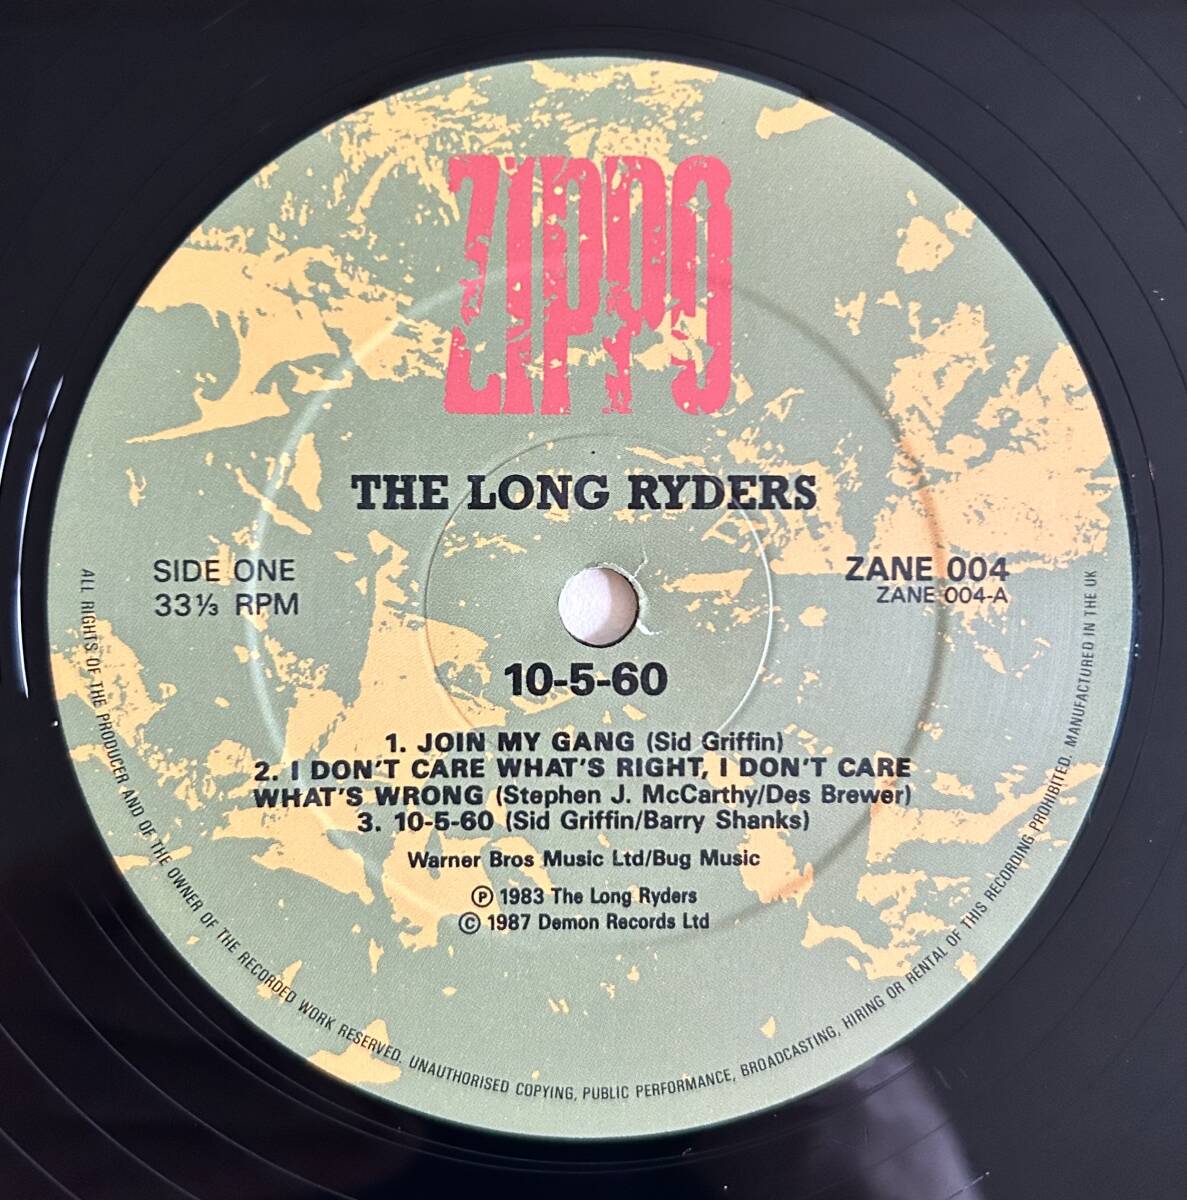 ZIPPO
THE LONG RYDERS
SIDE ONE
33⅓ RPM
ZANE 004
ZANE 004-A
10-5-60
1. JOIN MY GANG (Sid Griffin)
2. I DON'T CARE WHAT'S RIGHT, I DON'T CARE
WHAT'S WRONG (Stephen J. McCarthy/Des Brewer)
3. 10-5-60 (Sid Griffin/Barry Shanks)
Warner Bros Music Ltd/Bug Music
℗ 1983 The Long Ryders
© 1987 Demon Records Ltd
ALL RIGHTS OF THE PRODUCER AND OF THE OWNER OF THE RECORDED WORK RESERVED. UNAUTHORISED COPYING, PUBLIC PERFORMANCE, BROADCASTING, HIRING OR RENTAL OF THIS RECORDING PROHIBITED. MANUFACTURED IN THE UK